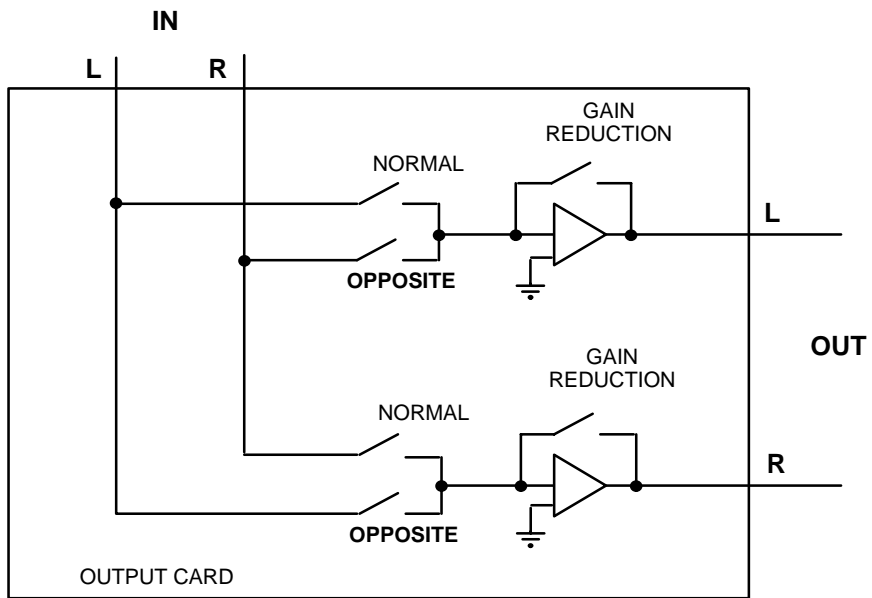 IN
L R
GAIN
REDUCTION
NORMAL
L
OPPOSITE
OUT
GAIN
REDUCTION
NORMAL
R
OPPOSITE
OUTPUT CARD